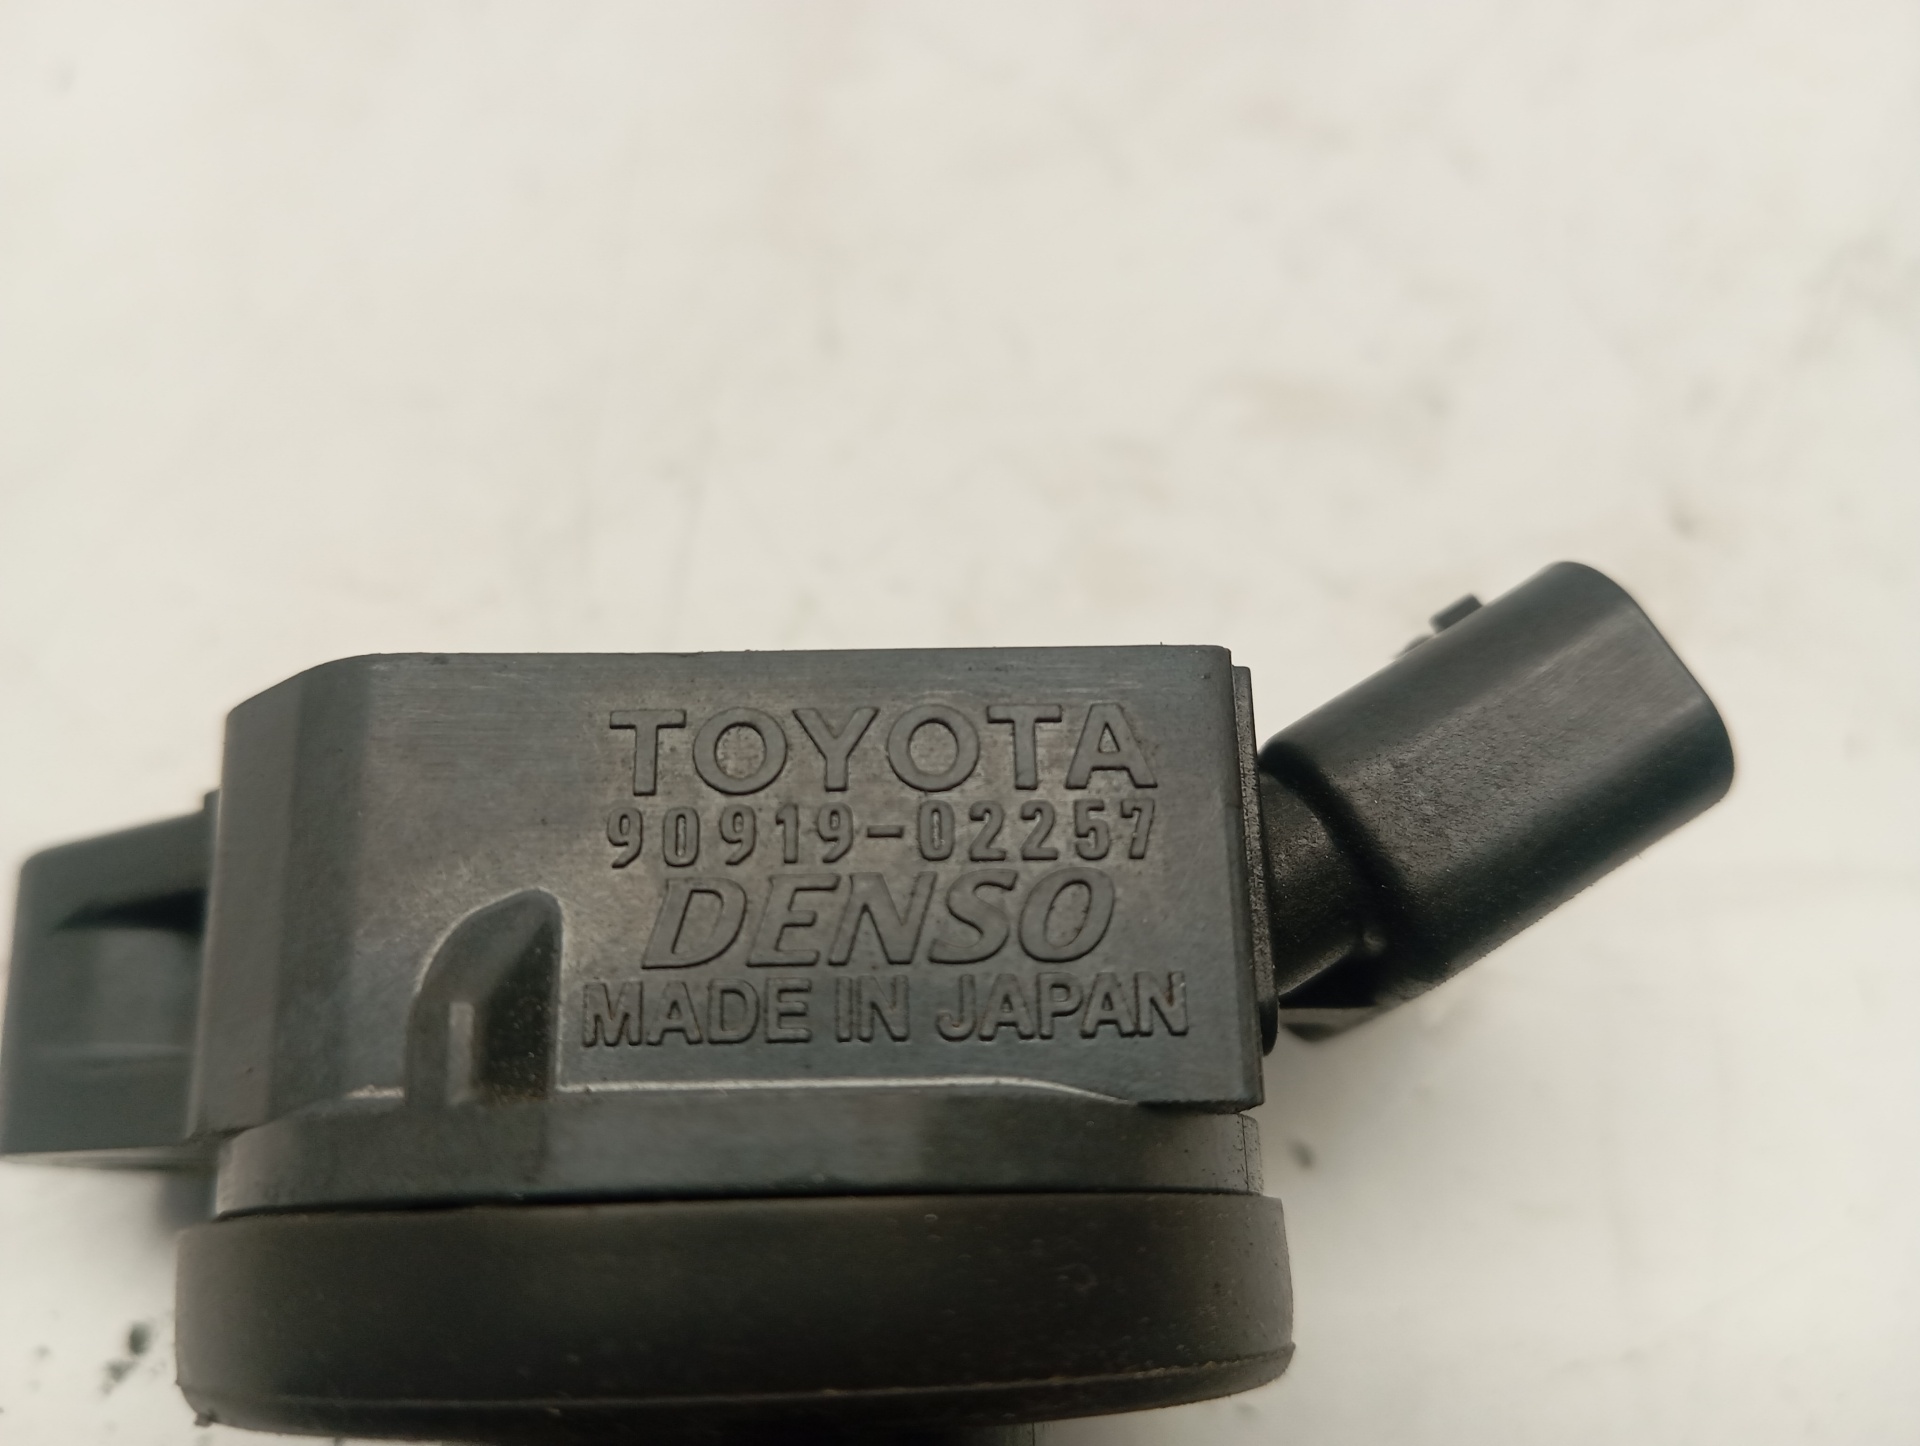 TOYOTA
90919-02257
DENSO
MADE IN JAPAN